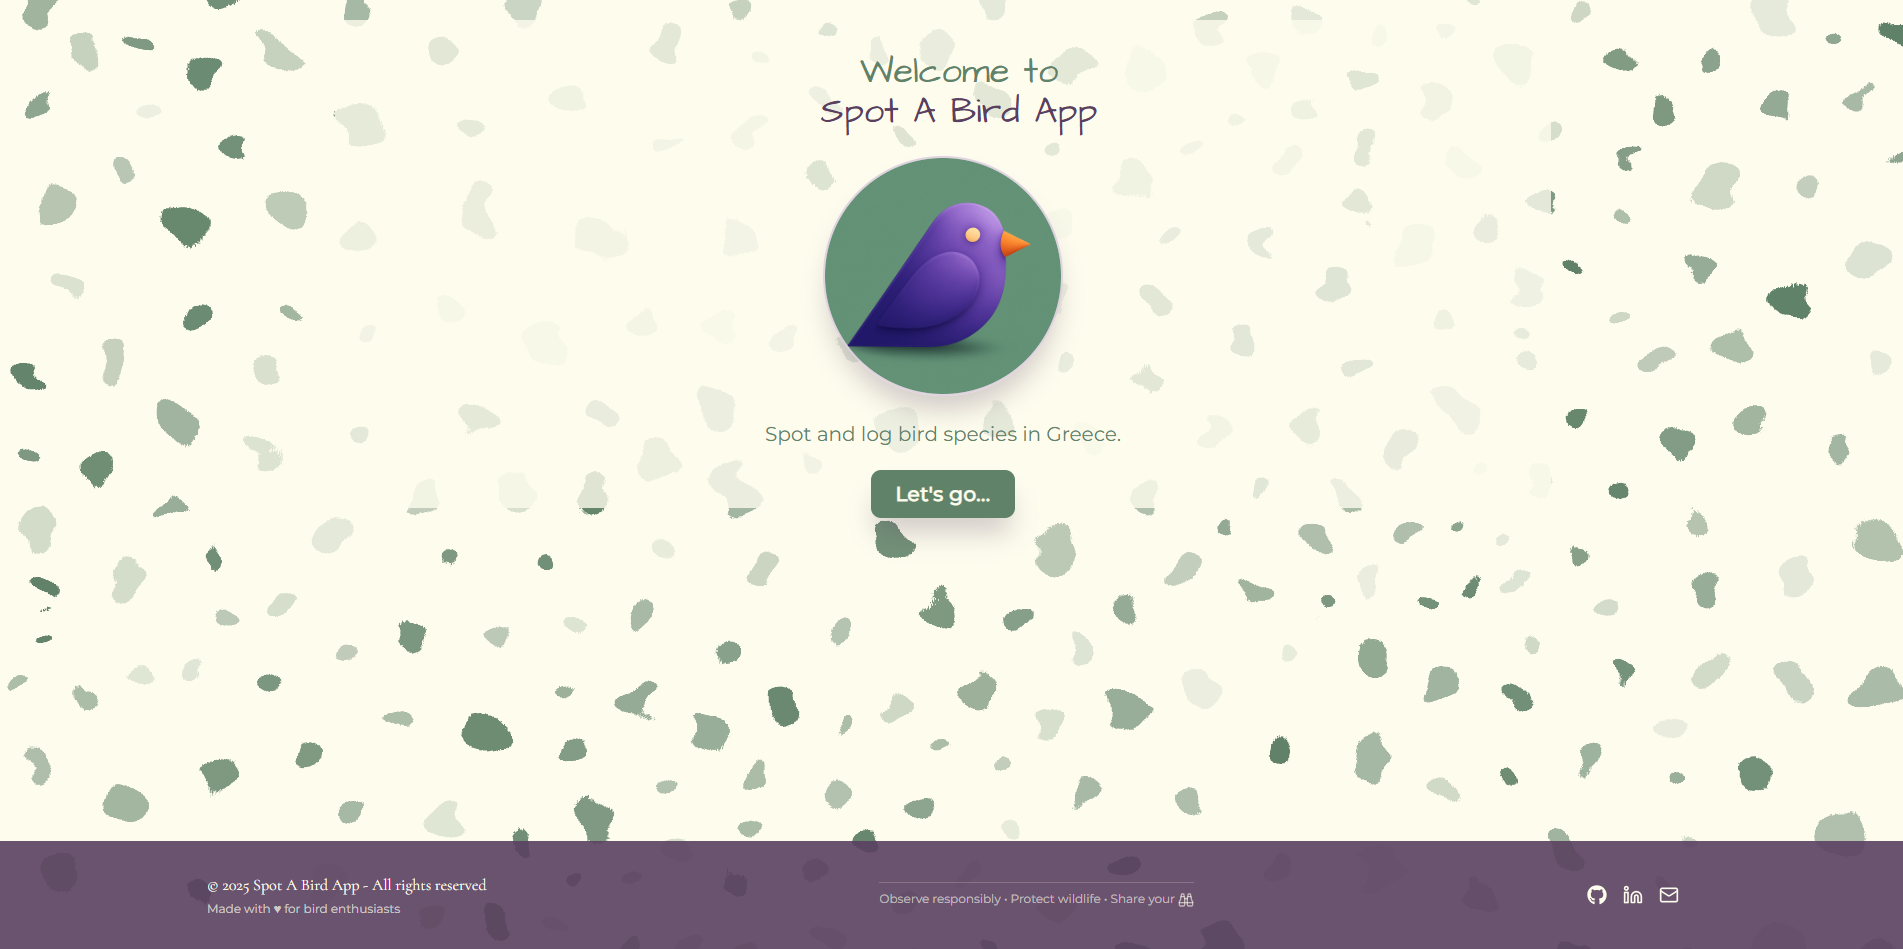 Welcome to
Spot A Bird App
Spot and log bird species in Greece.
Let's go...
© 2025 Spot A Bird App - All rights reserved
Made with ♥ for bird enthusiasts
Observe responsibly • Protect wildlife • Share your